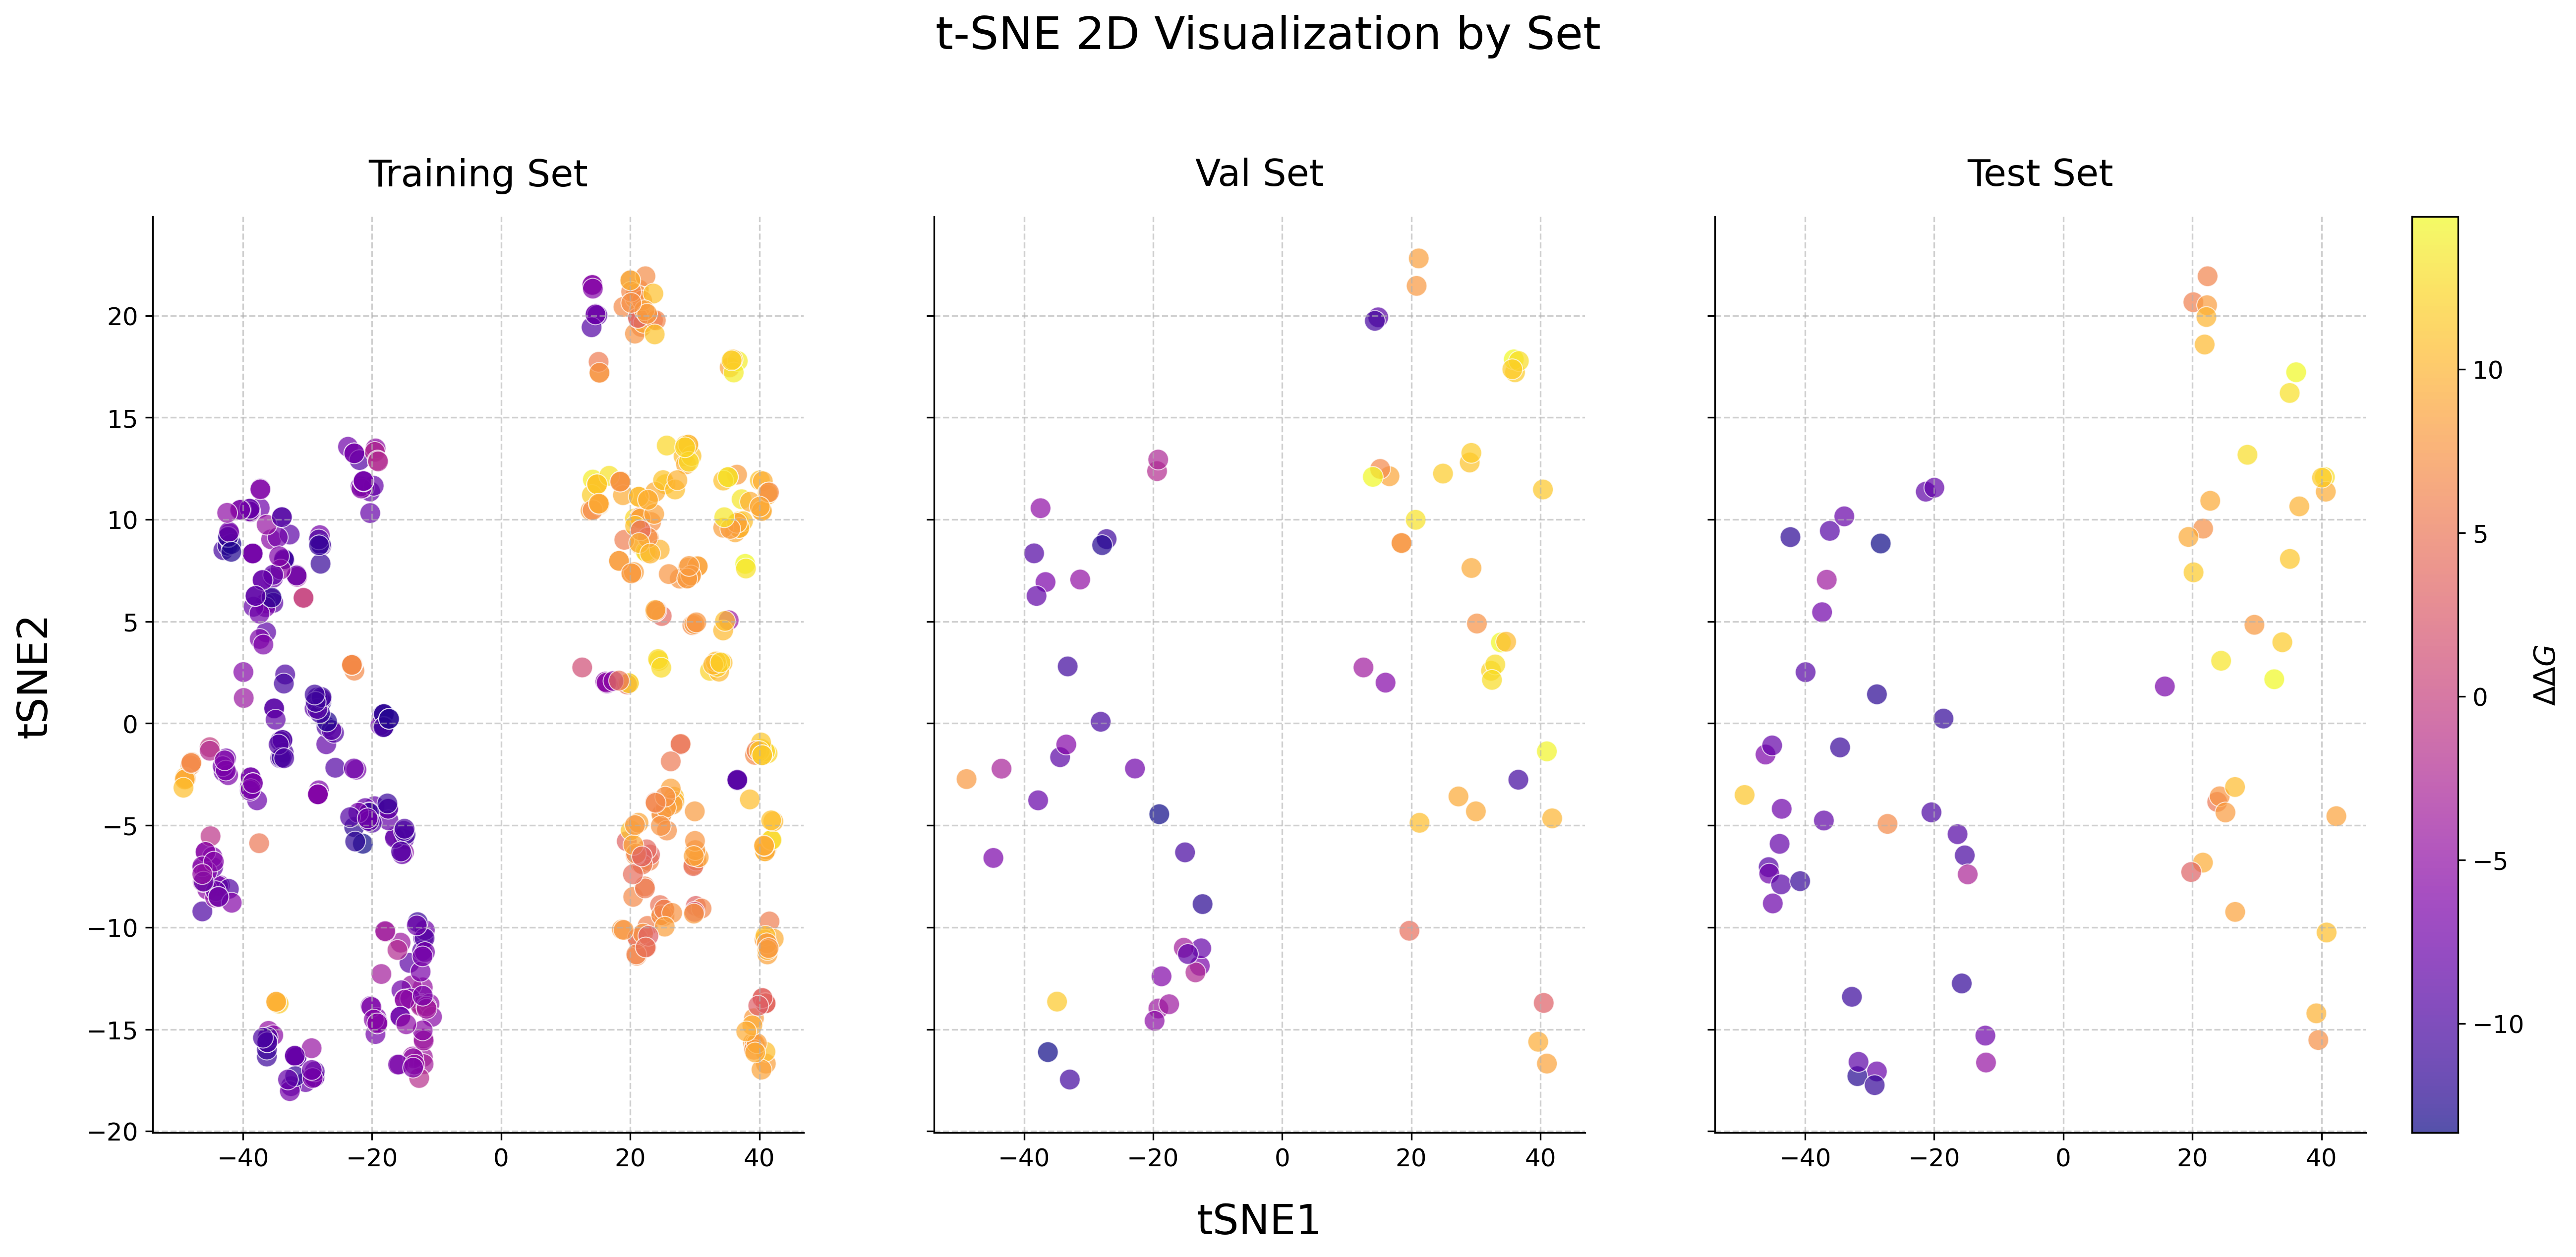 t-SNE 2D Visualization by Set
Training Set
Val Set
Test Set
tSNE2
20
15
10
5
0
−5
−10
−15
−20
−40 −20 0 20 40
−40 −20 0 20 40
−40 −20 0 20 40
tSNE1
10
5
0
−5
−10
ΔΔG